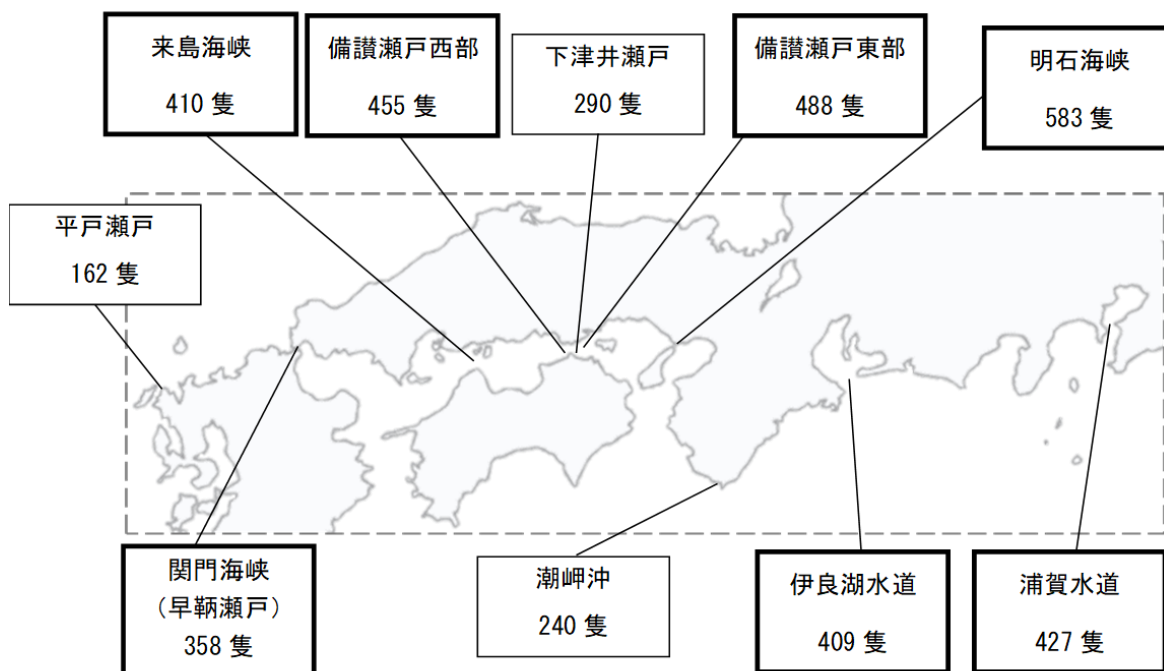 来島海峡
410 隻
備讃瀬戸西部
455 隻
下津井瀬戸
290 隻
備讃瀬戸東部
488 隻
明石海峡
583 隻
平戸瀬戸
162 隻
関門海峡
（早鞆瀬戸）
358 隻
潮岬沖
240 隻
伊良湖水道
409 隻
浦賀水道
427 隻